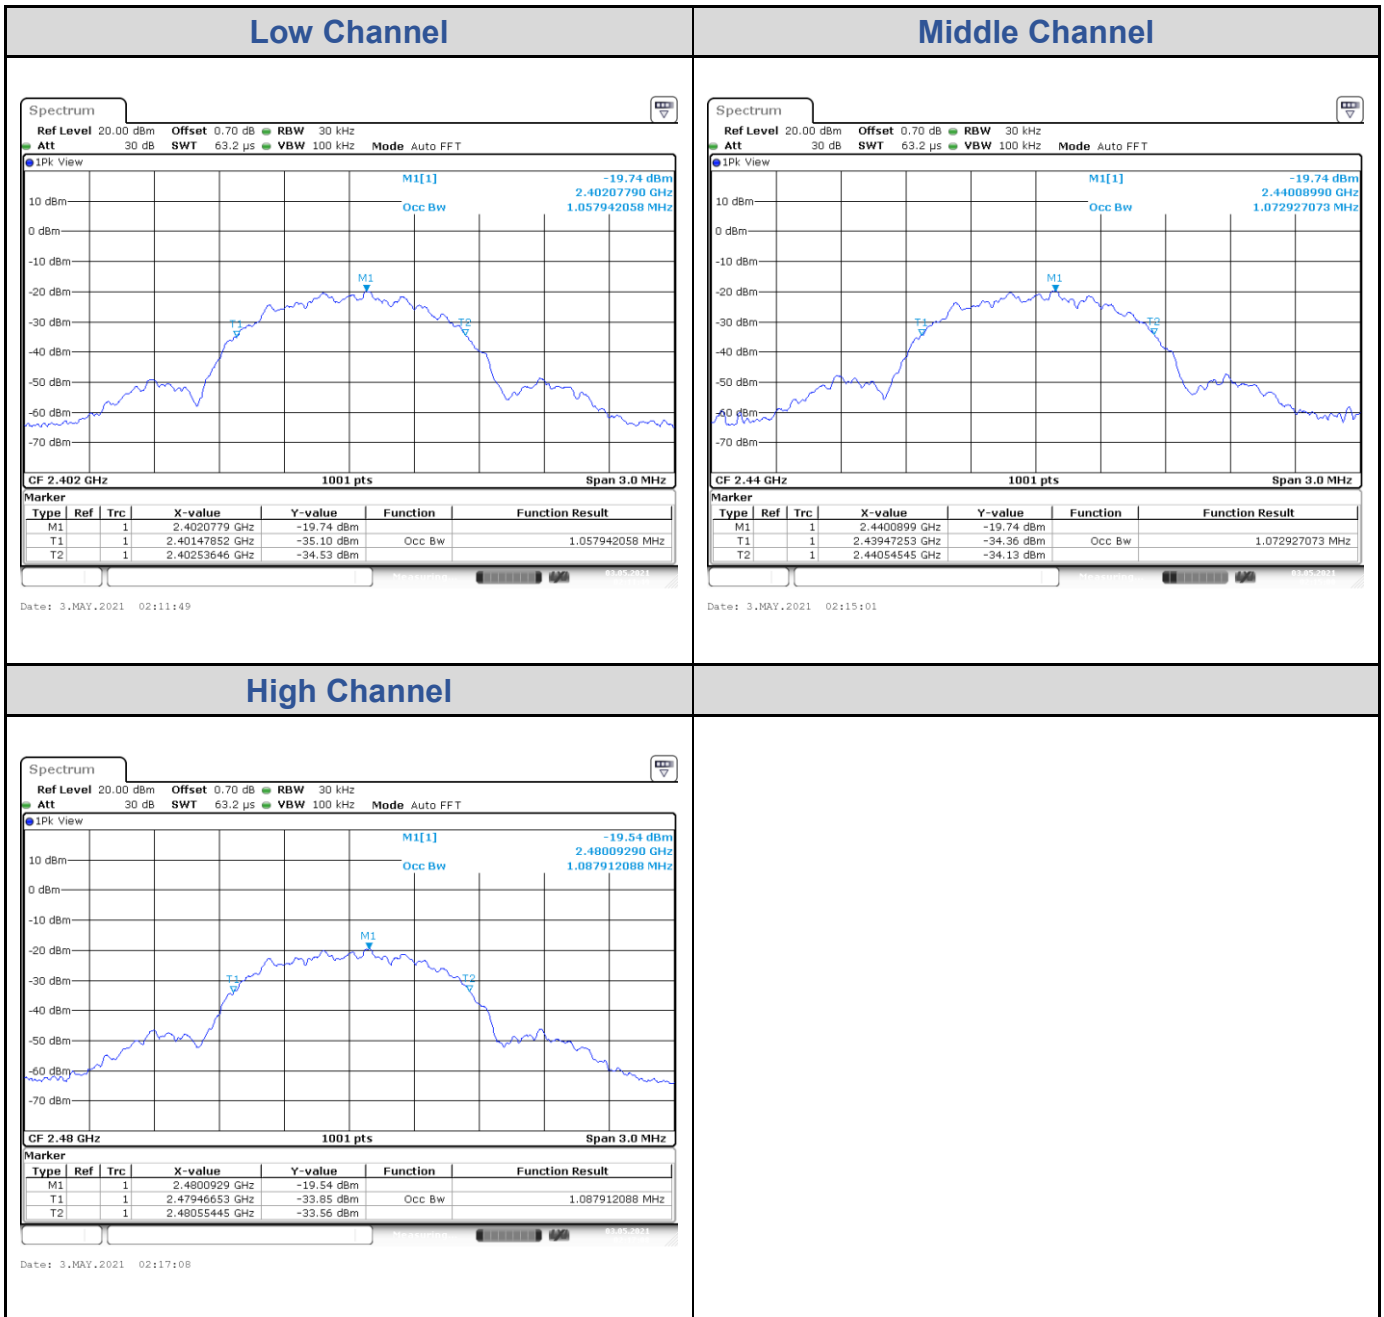 Low Channel
Middle Channel
Spectrum
Ref Level 20.00 dBm Offset 0.70 dB RBW 30 kHz
Att 30 dB SWT 63.2 µs VBW 100 kHz Mode Auto FFT
1Pk View
M1[1] -19.74 dBm
2.40207790 GHz
10 dBm
Occ Bw 1.057942058 MHz
0 dBm
-10 dBm
M1
-20 dBm
T1
T2
-30 dBm
-40 dBm
-50 dBm
-60 dBm
-70 dBm
CF 2.402 GHz 1001 pts Span 3.0 MHz
Marker
Type Ref Trc X-value Y-value Function Function Result
M1 1 2.4020779 GHz -19.74 dBm
T1 1 2.40147852 GHz -35.10 dBm Occ Bw 1.057942058 MHz
T2 1 2.40253646 GHz -34.53 dBm
Measuring 03.05.2021
Date: 3.MAY.2021 02:11:49
Spectrum
Ref Level 20.00 dBm Offset 0.70 dB RBW 30 kHz
Att 30 dB SWT 63.2 µs VBW 100 kHz Mode Auto FFT
1Pk View
M1[1] -19.74 dBm
2.44008990 GHz
10 dBm
Occ Bw 1.072927073 MHz
0 dBm
-10 dBm
M1
-20 dBm
T1
T2
-30 dBm
-40 dBm
-50 dBm
-60 dBm
-70 dBm
CF 2.44 GHz 1001 pts Span 3.0 MHz
Marker
Type Ref Trc X-value Y-value Function Function Result
M1 1 2.4400899 GHz -19.74 dBm
T1 1 2.43947253 GHz -34.36 dBm Occ Bw 1.072927073 MHz
T2 1 2.44054545 GHz -34.13 dBm
Measuring 03.05.2021
Date: 3.MAY.2021 02:15:01
High Channel
Spectrum
Ref Level 20.00 dBm Offset 0.70 dB RBW 30 kHz
Att 30 dB SWT 63.2 µs VBW 100 kHz Mode Auto FFT
1Pk View
M1[1] -19.54 dBm
2.48009290 GHz
10 dBm
Occ Bw 1.087912088 MHz
0 dBm
-10 dBm
M1
-20 dBm
T1
T2
-30 dBm
-40 dBm
-50 dBm
-60 dBm
-70 dBm
CF 2.48 GHz 1001 pts Span 3.0 MHz
Marker
Type Ref Trc X-value Y-value Function Function Result
M1 1 2.4800929 GHz -19.54 dBm
T1 1 2.47946653 GHz -33.85 dBm Occ Bw 1.087912088 MHz
T2 1 2.48055445 GHz -33.56 dBm
Measuring 03.05.2021
Date: 3.MAY.2021 02:17:08